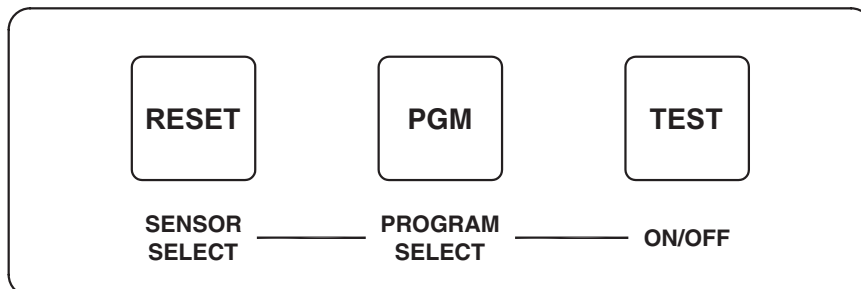 RESET PGM TEST
SENSOR SELECT PROGRAM SELECT ON/OFF